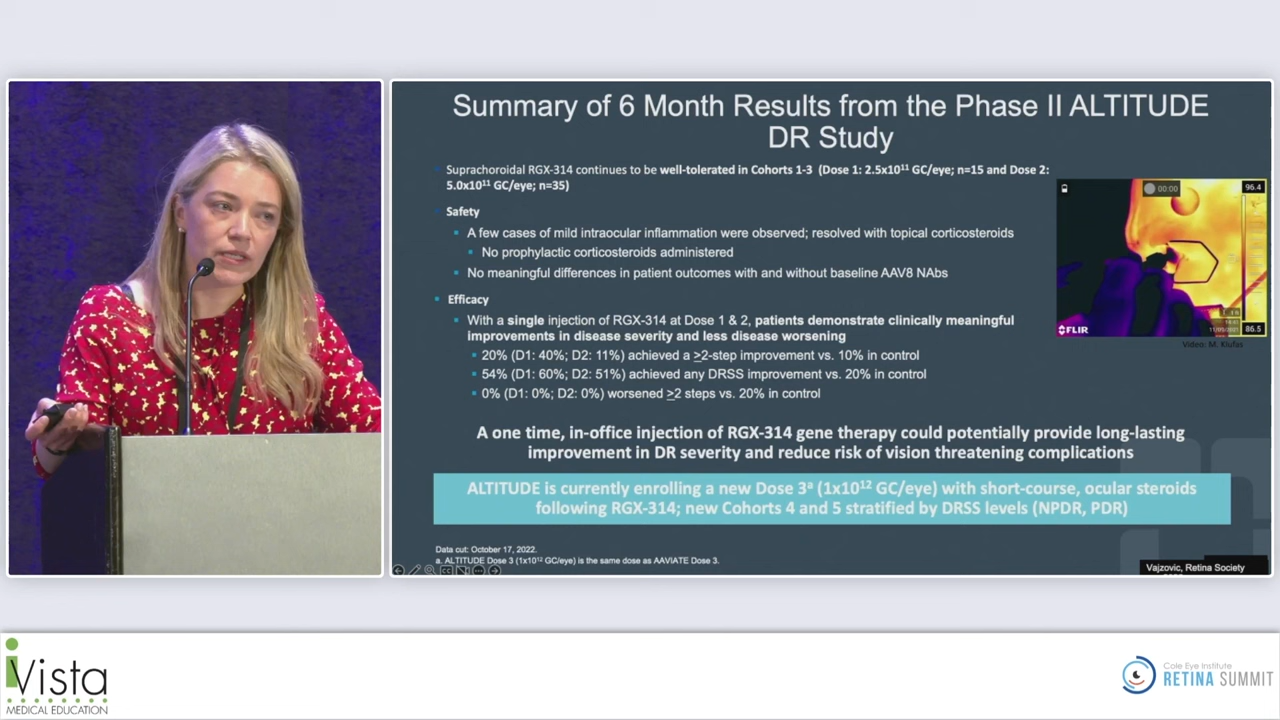 Summary of 6 Month Results from the Phase II ALTITUDE
DR Study
Suprachoroidal RGX-314 continues to be well-tolerated in Cohorts 1-3 (Dose 1: 2.5x10¹¹ GC/eye; n=15 and Dose 2:
5.0x10¹¹ GC/eye; n=35)
Safety
A few cases of mild intraocular inflammation were observed; resolved with topical corticosteroids
No prophylactic corticosteroids administered
No meaningful differences in patient outcomes with and without baseline AAV8 NAbs
Efficacy
With a single injection of RGX-314 at Dose 1 & 2, patients demonstrate clinically meaningful
improvements in disease severity and less disease worsening
20% (D1: 40%; D2: 11%) achieved a ≥2-step improvement vs. 10% in control
54% (D1: 60%; D2: 51%) achieved any DRSS improvement vs. 20% in control
0% (D1: 0%; D2: 0%) worsened ≥2 steps vs. 20% in control
00:00
96.4
FLIR
86.5
Video: M. Klufas
A one time, in-office injection of RGX-314 gene therapy could potentially provide long-lasting
improvement in DR severity and reduce risk of vision threatening complications
ALTITUDE is currently enrolling a new Dose 3ᵃ (1x10¹² GC/eye) with short-course, ocular steroids
following RGX-314; new Cohorts 4 and 5 stratified by DRSS levels (NPDR, PDR)
Data cut: October 17, 2022.
a. ALTITUDE Dose 3 (1x10¹² GC/eye) is the same dose as AAVIATE Dose 3.
Vajzovic, Retina Society
iVista
MEDICAL EDUCATION
Cole Eye Institute
RETINA SUMMIT